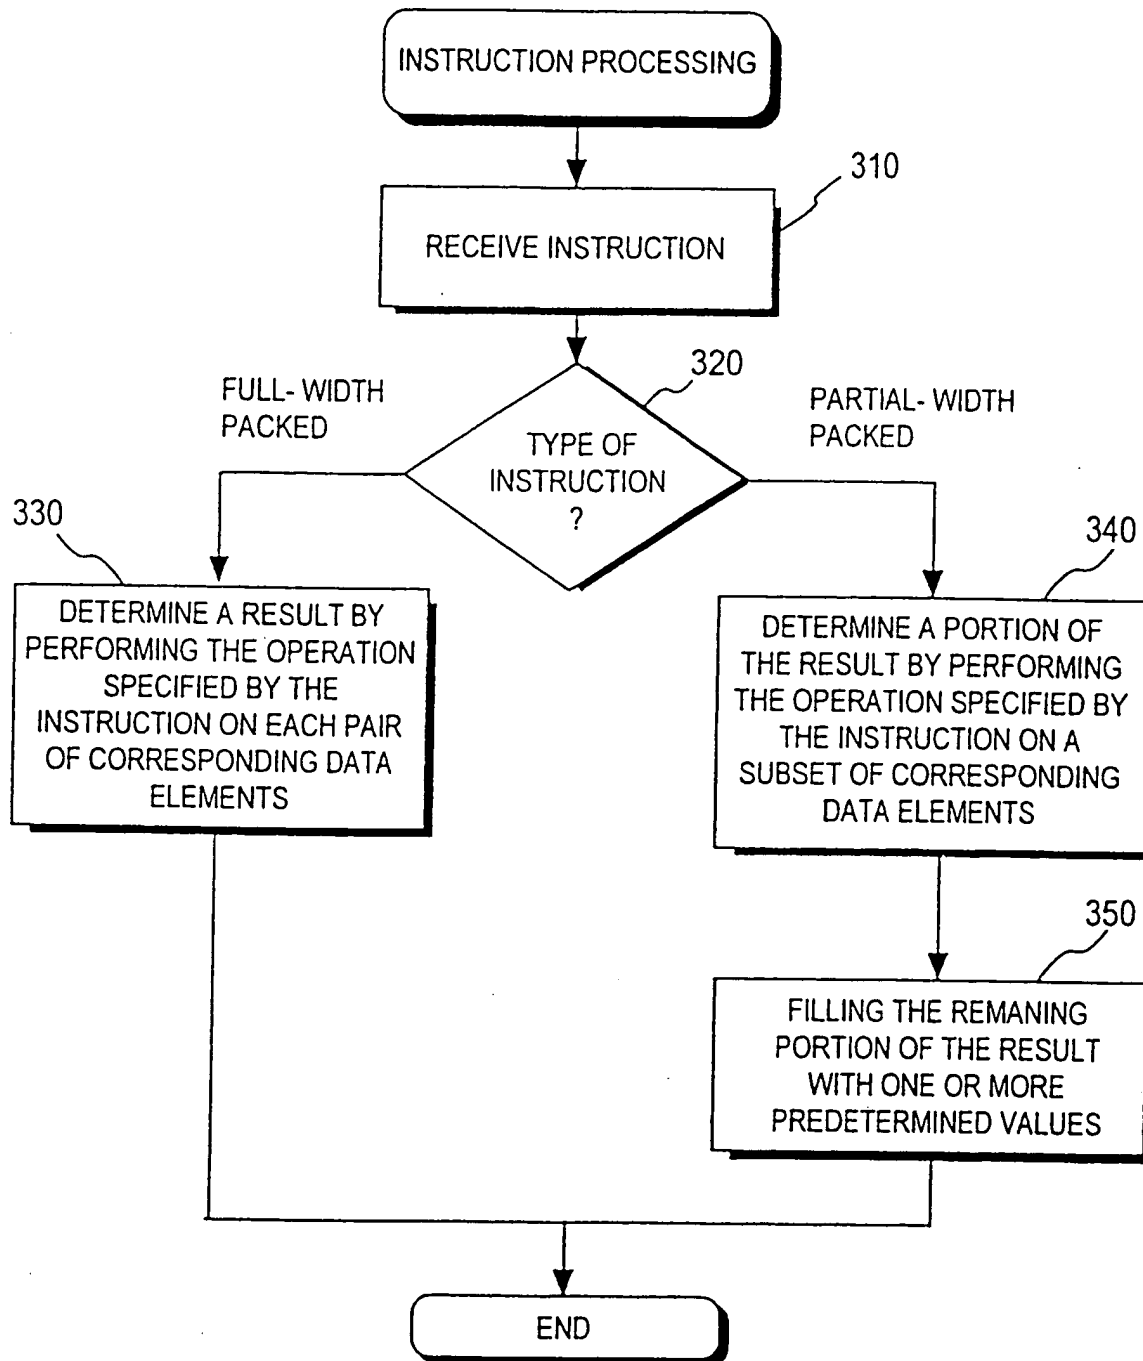 INSTRUCTION PROCESSING
310
RECEIVE INSTRUCTION
320
FULL- WIDTH
PACKED
PARTIAL- WIDTH
PACKED
TYPE OF
INSTRUCTION
?
330
DETERMINE A RESULT BY
PERFORMING THE OPERATION
SPECIFIED BY THE
INSTRUCTION ON EACH PAIR
OF CORRESPONDING DATA
ELEMENTS
340
DETERMINE A PORTION OF
THE RESULT BY PERFORMING
THE OPERATION SPECIFIED BY
THE INSTRUCTION ON A
SUBSET OF CORRESPONDING
DATA ELEMENTS
350
FILLING THE REMANING
PORTION OF THE RESULT
WITH ONE OR MORE
PREDETERMINED VALUES
END